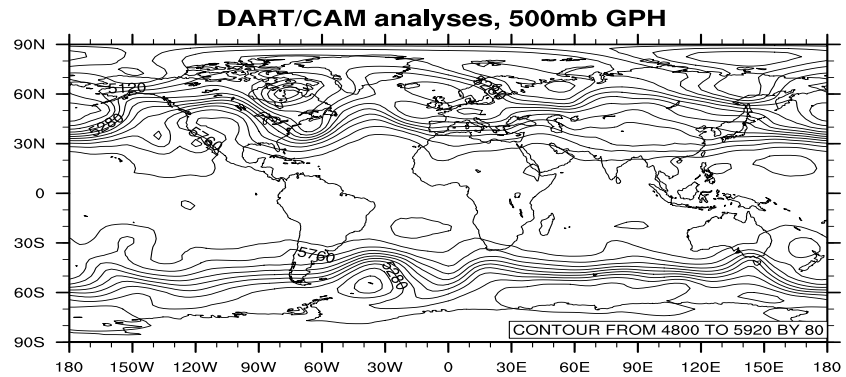 DART/CAM analyses, 500mb GPH
90N
60N
30N
0
30S
60S
90S
5120
5280
5760
5760
5280
CONTOUR FROM 4800 TO 5920 BY 80
180 150W 120W 90W 60W 30W 0 30E 60E 90E 120E 150E 180